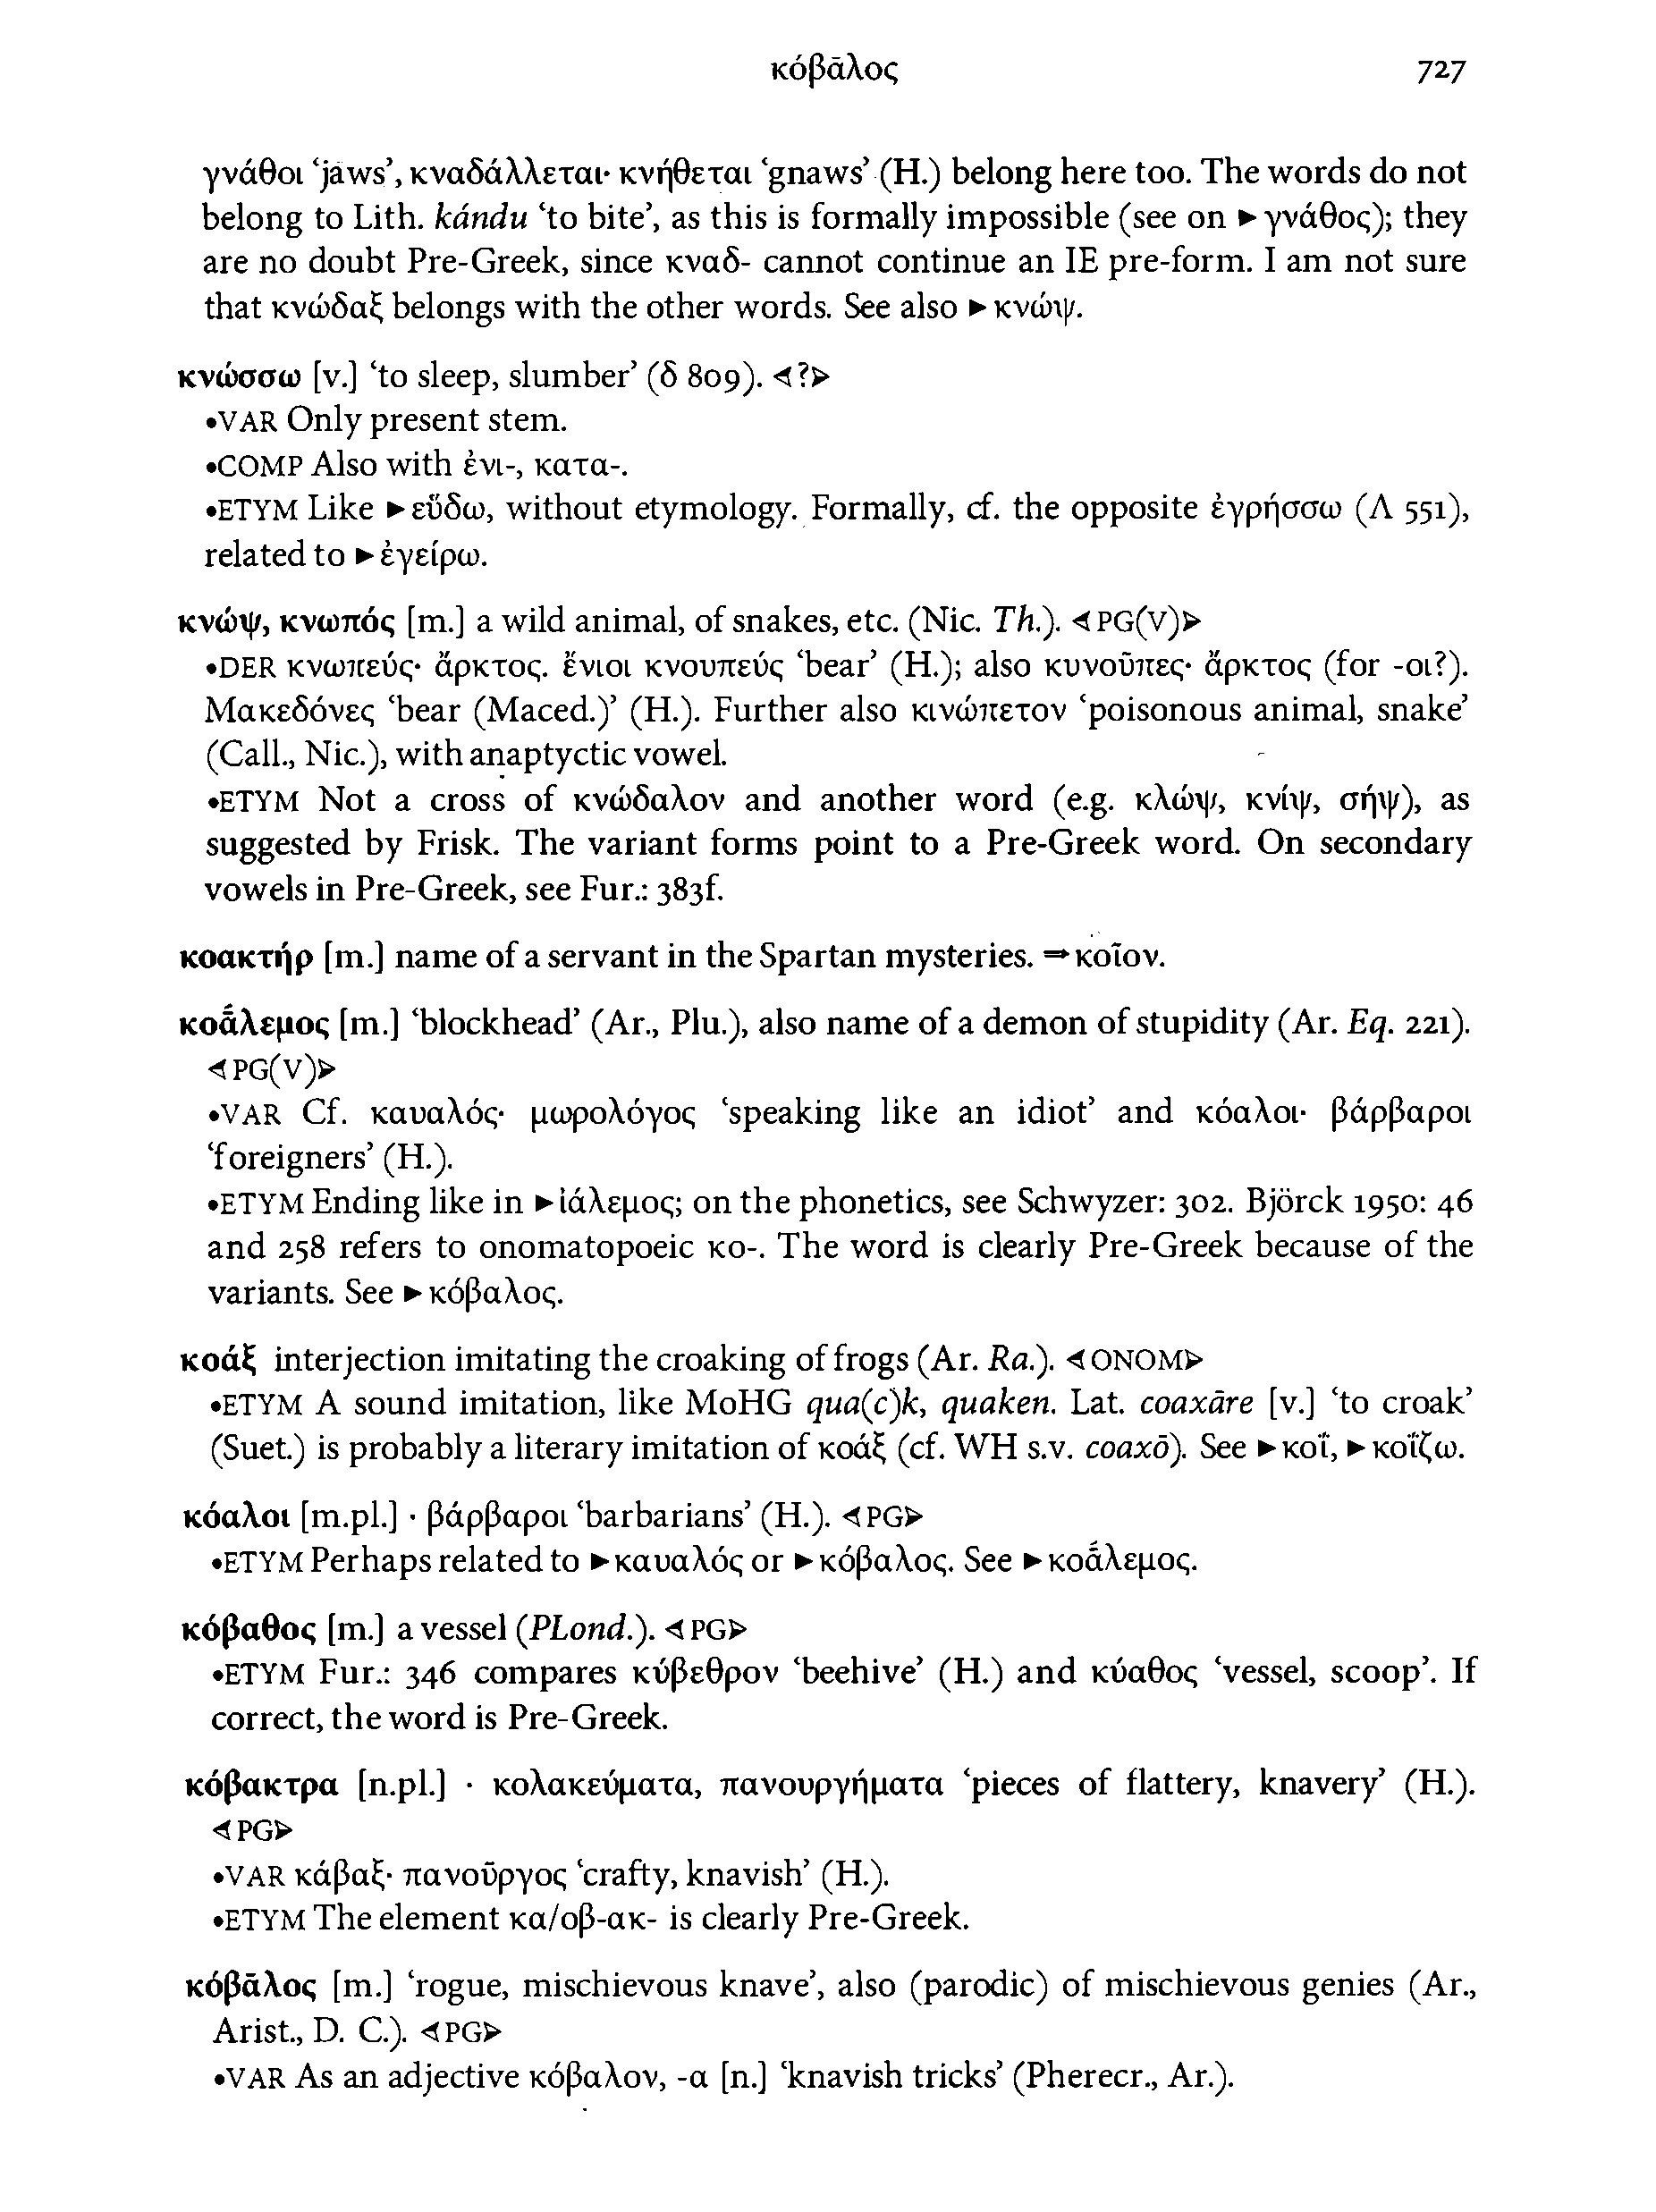 κόβᾱλος 727
γνάθοι ‘jaws’, κναδάλλεται· κνήθεται ‘gnaws’ (H.) belong here too. The words do not
belong to Lith. kándu ‘to bite’, as this is formally impossible (see on ►γνάθος); they
are no doubt Pre-Greek, since κναδ- cannot continue an IE pre-form. I am not sure
that κνώδαξ belongs with the other words. See also ►κνώψ.
κνώσσω [v.] ‘to sleep, slumber’ (δ 809). ◄?►
•VAR Only present stem.
•COMP Also with ἐνι-, κατα-.
•ETYM Like ►εὕδω, without etymology. Formally, cf. the opposite ἐγρήσσω (Λ 551),
related to ►ἐγείρω.
κνώψ, κνωπός [m.] a wild animal, of snakes, etc. (Nic. Th.). ◄PG(V)►
•DER κνωπεύς· ἄρκτος. ἔνιοι κνουπεύς ‘bear’ (H.); also κυνοῦπες· ἄρκτος (for -οι?).
Μακεδόνες ‘bear (Maced.)’ (H.). Further also κινώπετον ‘poisonous animal, snake’
(Call., Nic.), with anaptyctic vowel.
•ETYM Not a cross of κνώδαλον and another word (e.g. κλώψ, κνίψ, σήψ), as
suggested by Frisk. The variant forms point to a Pre-Greek word. On secondary
vowels in Pre-Greek, see Fur.: 383f.
κοακτήρ [m.] name of a servant in the Spartan mysteries. ⇒κοῖον.
κοᾱ́λεμος [m.] ‘blockhead’ (Ar., Plu.), also name of a demon of stupidity (Ar. Eq. 221).
◄PG(V)►
•VAR Cf. καυαλός· μωρολόγος ‘speaking like an idiot’ and κόαλοι· βάρβαροι
‘foreigners’ (H.).
•ETYM Ending like in ►ἰάλεμος; on the phonetics, see Schwyzer: 302. Björck 1950: 46
and 258 refers to onomatopoeic κο-. The word is clearly Pre-Greek because of the
variants. See ►κόβαλος.
κοάξ interjection imitating the croaking of frogs (Ar. Ra.). ◄ONOM►
•ETYM A sound imitation, like MoHG qua(c)k, quaken. Lat. coaxāre [v.] ‘to croak’
(Suet.) is probably a literary imitation of κοάξ (cf. WH s.v. coaxō). See ►κοΐ, ►κοΐζω.
κόαλοι [m.pl.] · βάρβαροι ‘barbarians’ (H.). ◄PG►
•ETYM Perhaps related to ►καυαλός or ►κόβαλος. See ►κοᾱ́λεμος.
κόβαθος [m.] a vessel (PLond.). ◄PG►
•ETYM Fur.: 346 compares κύβεθρον ‘beehive’ (H.) and κύαθος ‘vessel, scoop’. If
correct, the word is Pre-Greek.
κόβακτρα [n.pl.] · κολακεύματα, πανουργήματα ‘pieces of flattery, knavery’ (H.).
◄PG►
•VAR κάβαξ· πανοῦργος ‘crafty, knavish’ (H.).
•ETYM The element κα/οβ-ακ- is clearly Pre-Greek.
κόβᾱλος [m.] ‘rogue, mischievous knave’, also (parodic) of mischievous genies (Ar.,
Arist., D. C.). ◄PG►
•VAR As an adjective κόβαλον, -α [n.] ‘knavish tricks’ (Pherecr., Ar.).